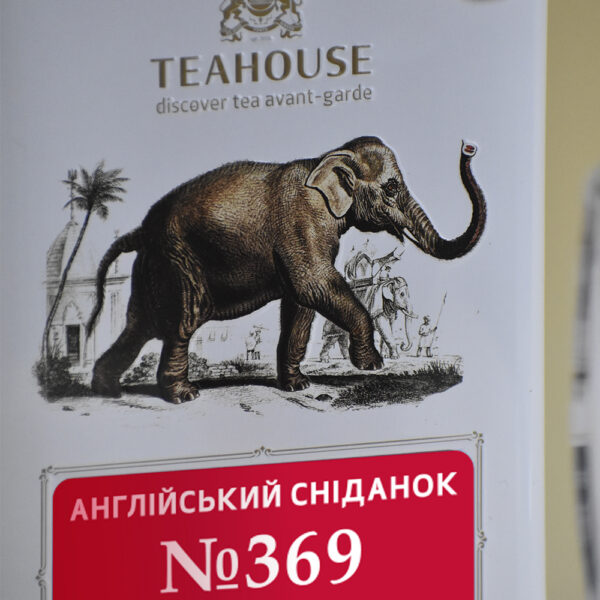 TEAHOUSE
discover tea avant-garde
АНГЛІЙСЬКИЙ СНІДАНОК
№369